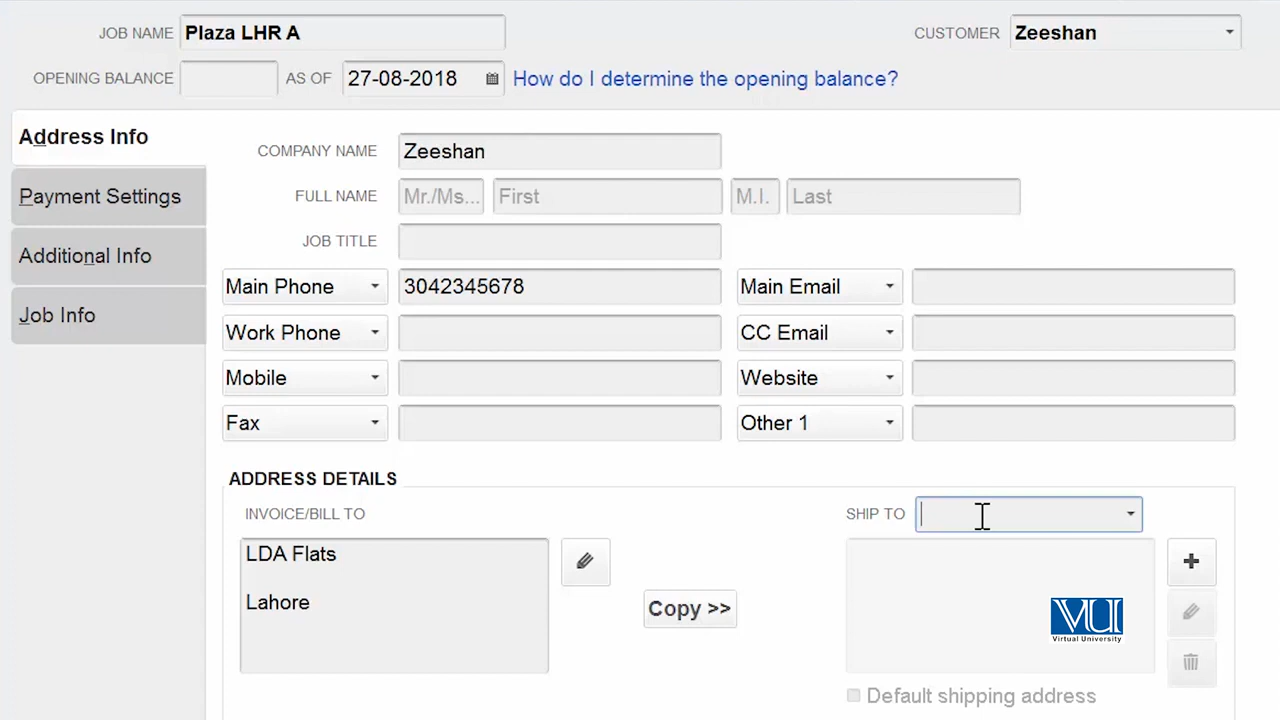 JOB NAME Plaza LHR A CUSTOMER Zeeshan
OPENING BALANCE AS OF 27-08-2018 How do I determine the opening balance?
Address Info
Payment Settings
Additional Info
Job Info
COMPANY NAME Zeeshan
FULL NAME Mr./Ms... First M.I. Last
JOB TITLE
Main Phone 3042345678 Main Email
Work Phone CC Email
Mobile Website
Fax Other 1
ADDRESS DETAILS
INVOICE/BILL TO SHIP TO
LDA Flats
Lahore
Copy >>
VU
Virtual University
Default shipping address